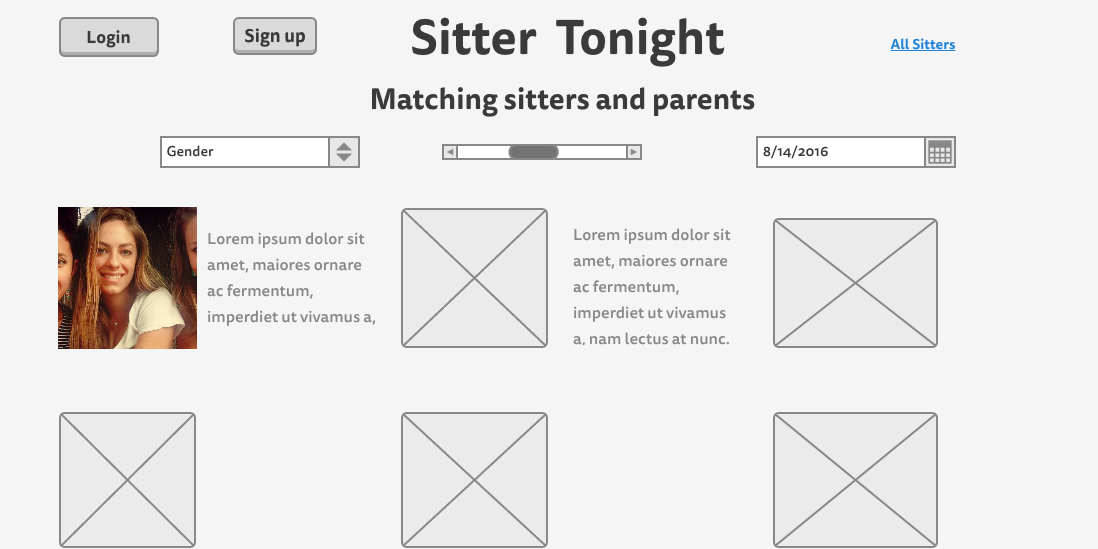 Login
Sign up
Sitter Tonight
All Sitters
Matching sitters and parents
Gender
8/14/2016
Lorem ipsum dolor sit
amet, maiores ornare
ac fermentum,
imperdiet ut vivamus a,
Lorem ipsum dolor sit
amet, maiores ornare
ac fermentum,
imperdiet ut vivamus
a, nam lectus at nunc.